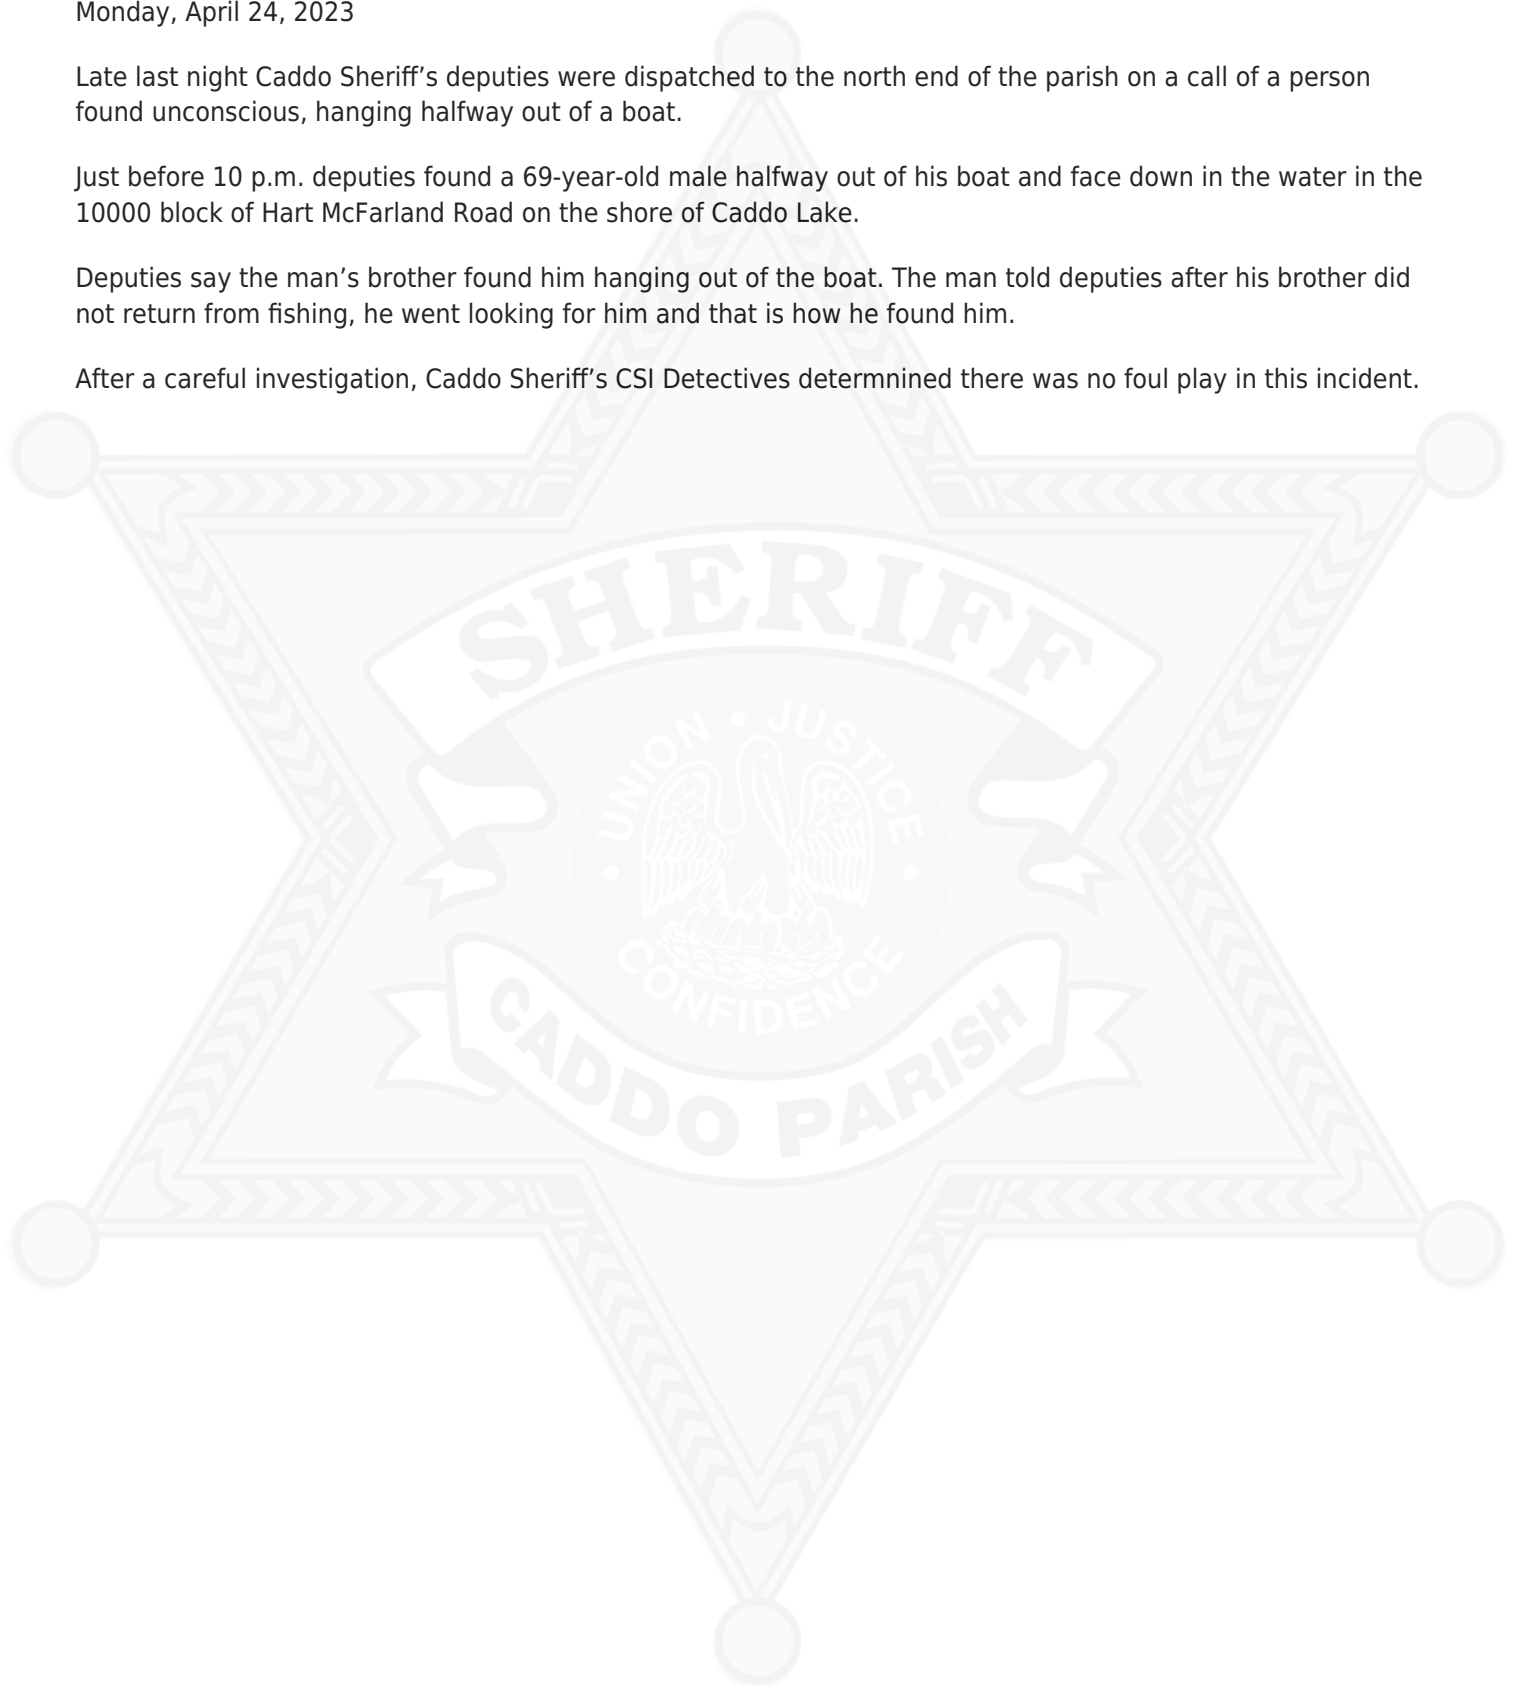 Monday, April 24, 2023
Late last night Caddo Sheriff’s deputies were dispatched to the north end of the parish on a call of a person
found unconscious, hanging halfway out of a boat.
Just before 10 p.m. deputies found a 69-year-old male halfway out of his boat and face down in the water in the
10000 block of Hart McFarland Road on the shore of Caddo Lake.
Deputies say the man’s brother found him hanging out of the boat. The man told deputies after his brother did
not return from fishing, he went looking for him and that is how he found him.
After a careful investigation, Caddo Sheriff’s CSI Detectives determnined there was no foul play in this incident.
SHERIFF
UNION • JUSTICE
• CONFIDENCE •
CADDO PARISH